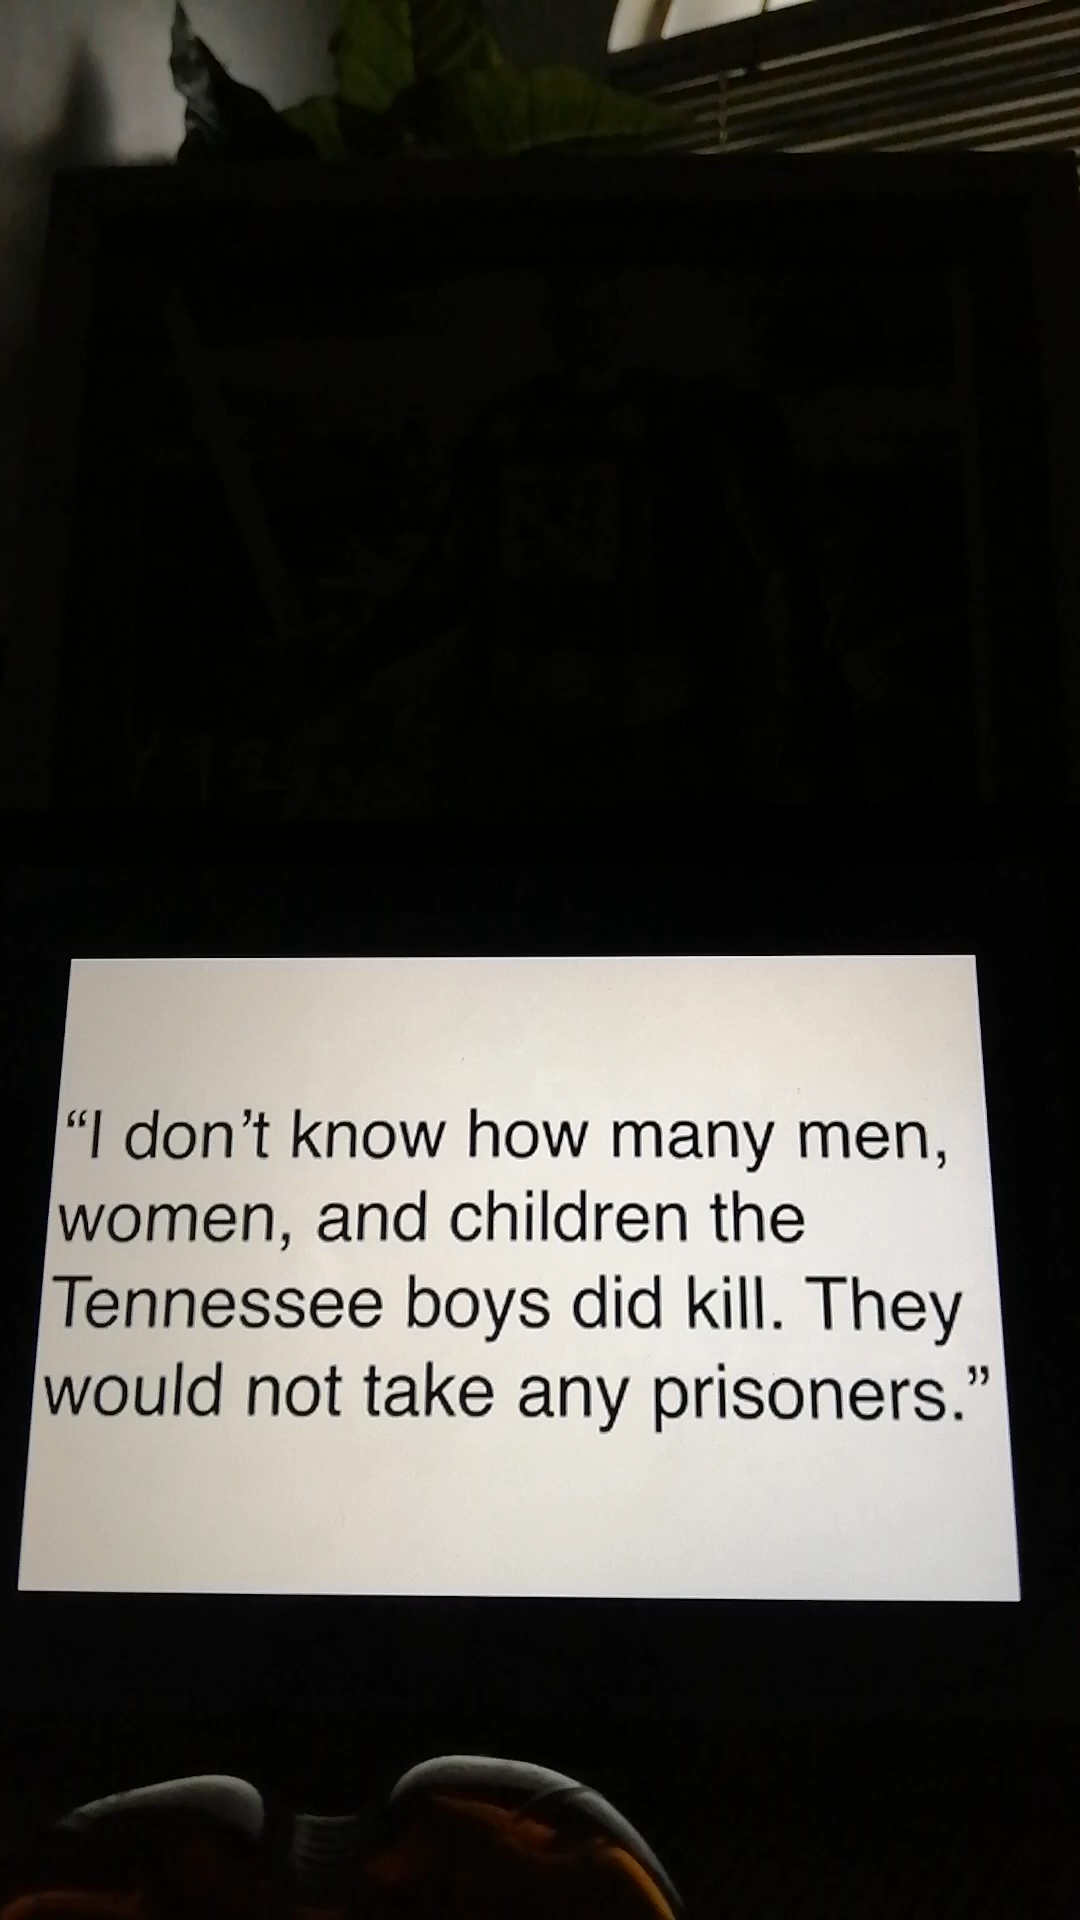 “I don’t know how many men,
women, and children the
Tennessee boys did kill. They
would not take any prisoners.”